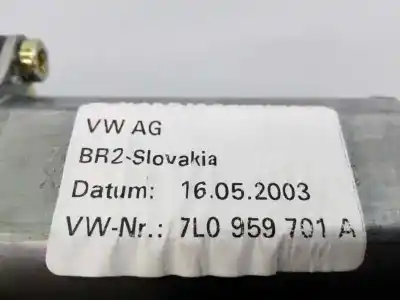 VW AG
BR2-Slovakia
Datum: 16.05.2003
VW-Nr.: 7L0 959 701 A